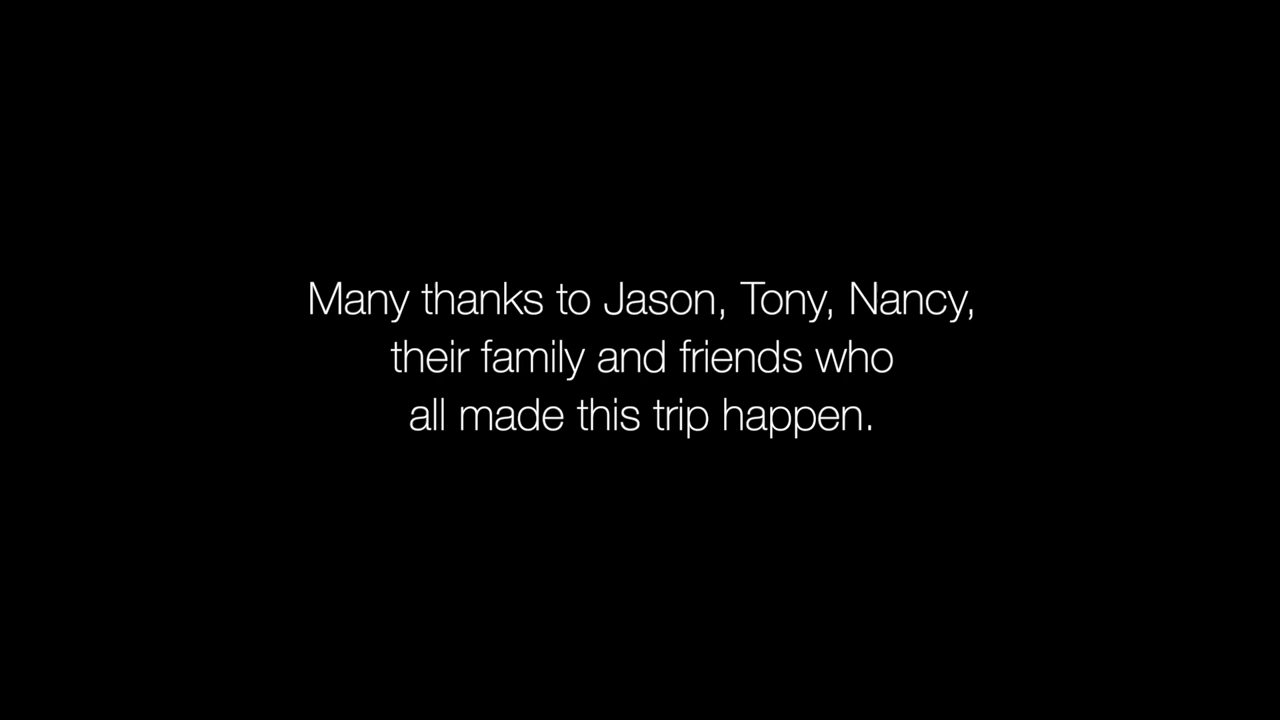 Many thanks to Jason, Tony, Nancy,
their family and friends who
all made this trip happen.